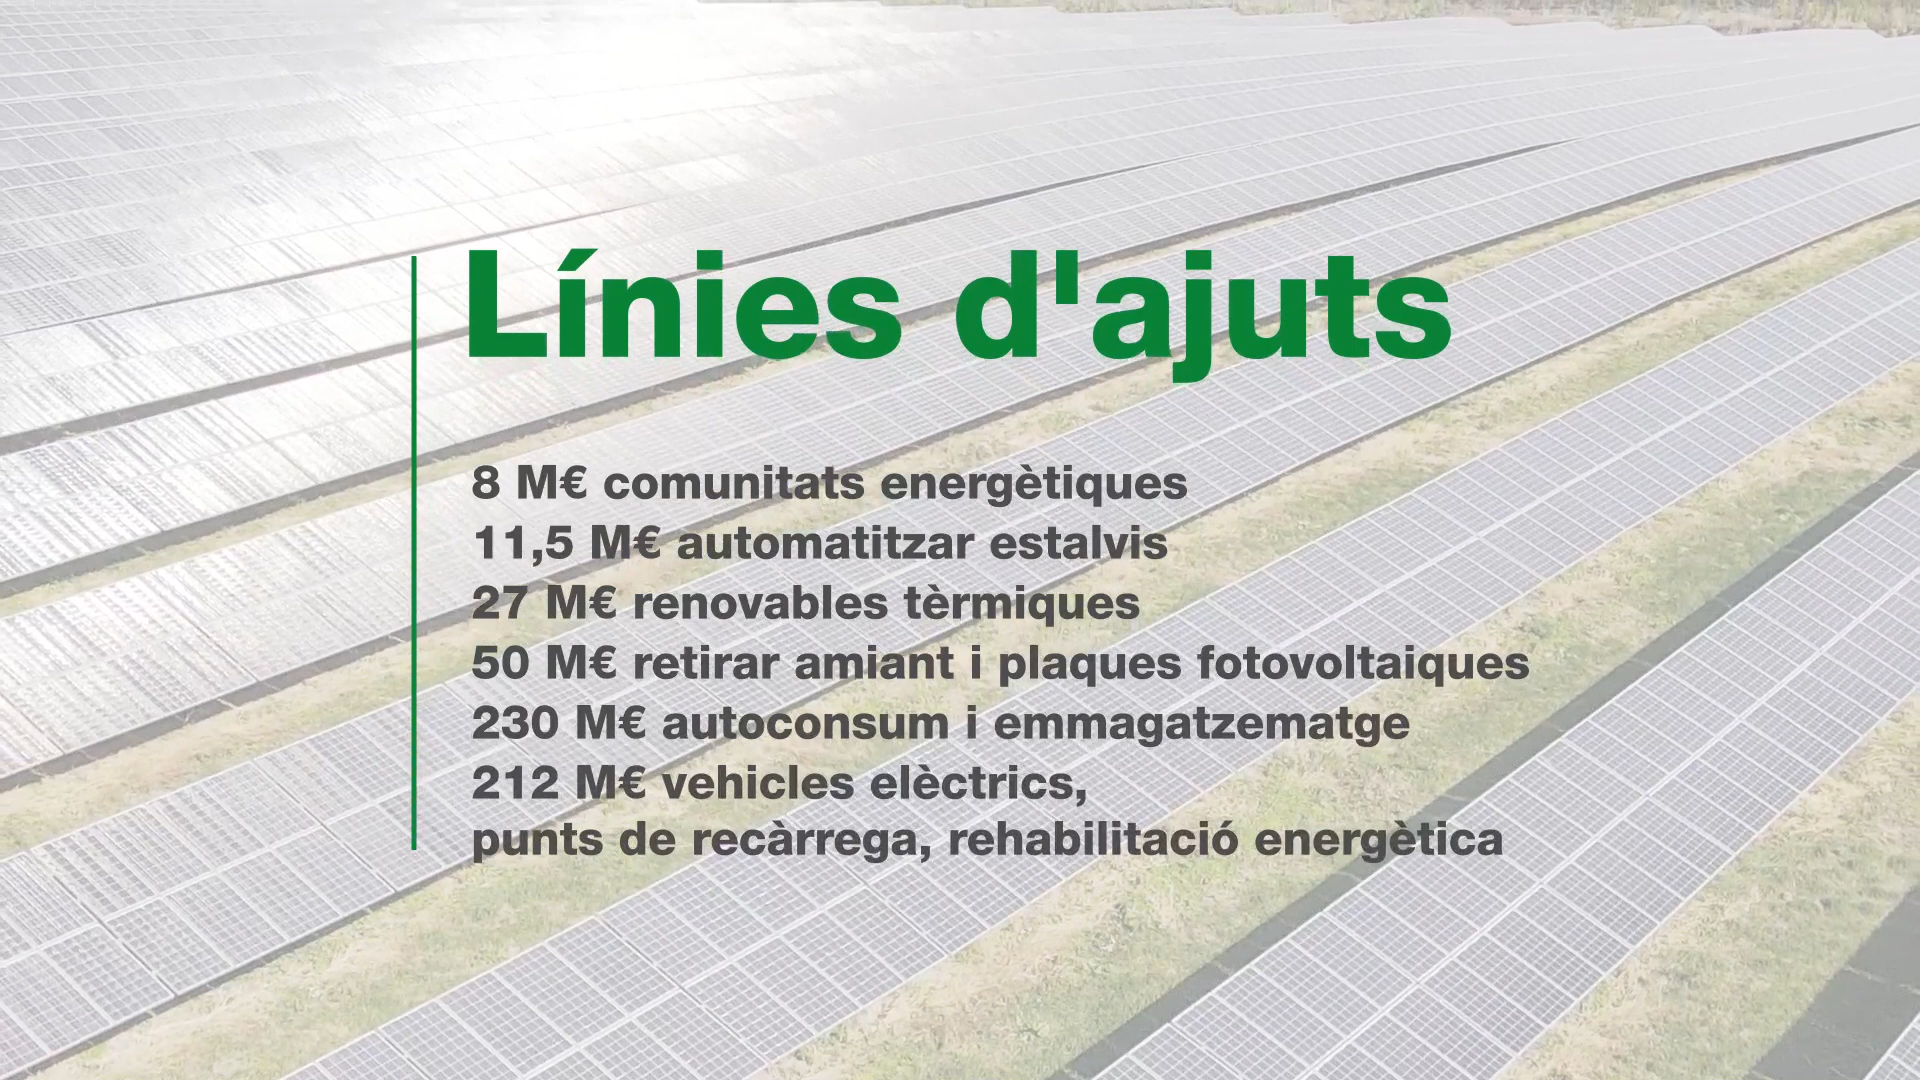 Línies d'ajuts
8 M€ comunitats energètiques
11,5 M€ automatitzar estalvis
27 M€ renovables tèrmiques
50 M€ retirar amiant i plaques fotovoltaiques
230 M€ autoconsum i emmagatzematge
212 M€ vehicles elèctrics,
punts de recàrrega, rehabilitació energètica